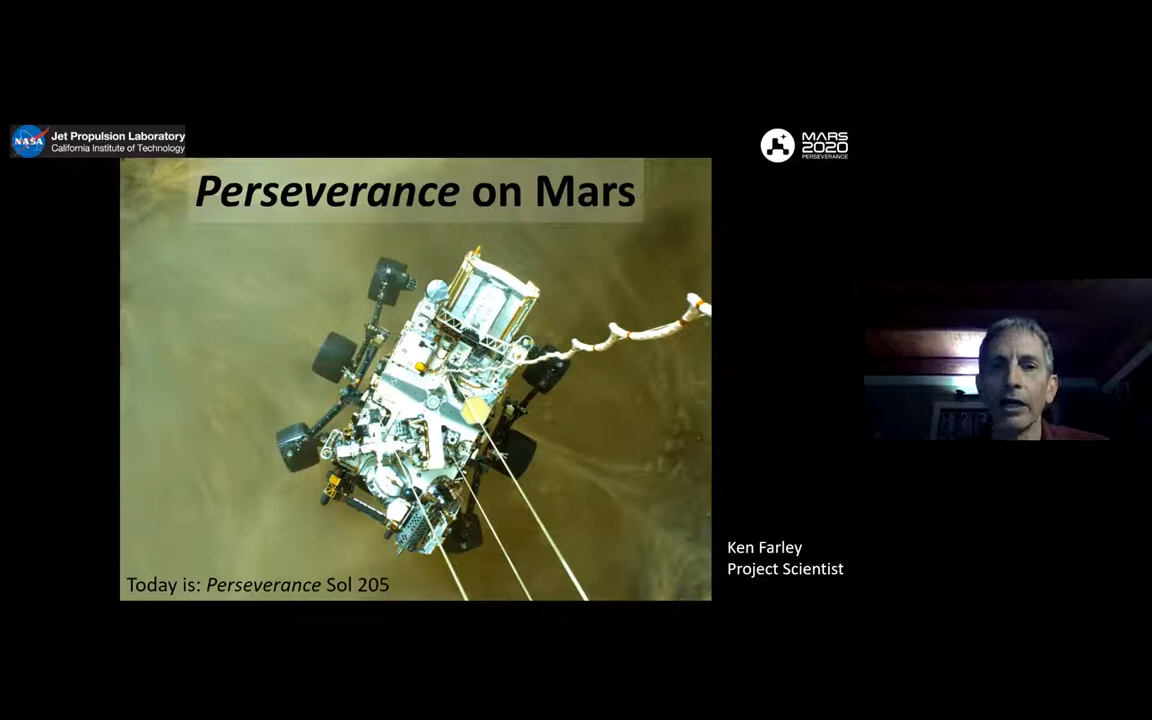 NASA
Jet Propulsion Laboratory
California Institute of Technology
MARS
2020
PERSEVERANCE
Perseverance on Mars
Ken Farley
Project Scientist
Today is: Perseverance Sol 205